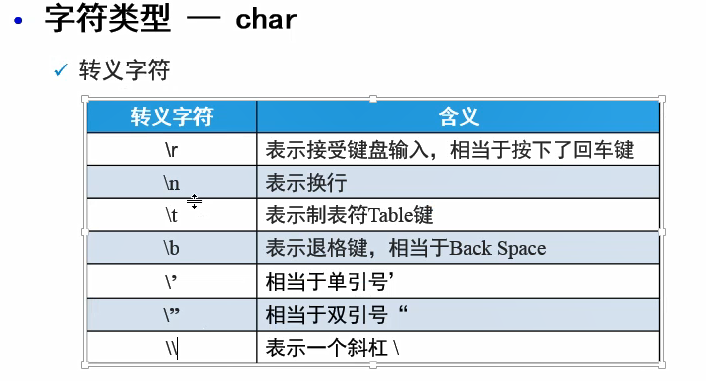 • 字符类型 — char
✓ 转义字符
转义字符 含义
\r 表示接受键盘输入，相当于按下了回车键
\n 表示换行
\t 表示制表符Table键
\b 表示退格键，相当于Back Space
\’ 相当于单引号’
\” 相当于双引号“
\\ 表示一个斜杠 \